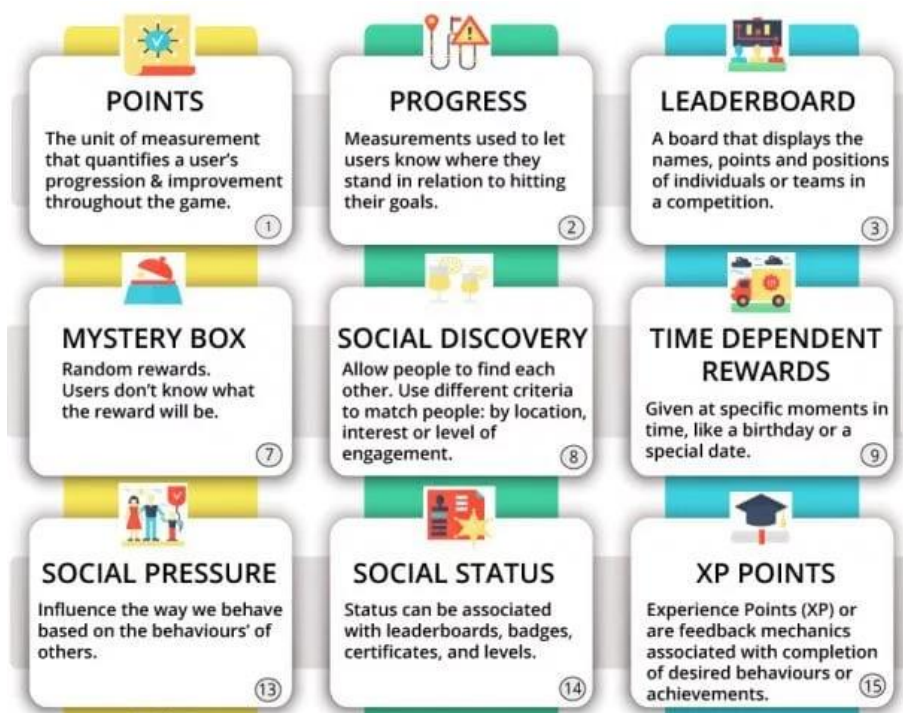 POINTS
The unit of measurement
that quantifies a user's
progression & improvement
throughout the game.
1
PROGRESS
Measurements used to let
users know where they
stand in relation to hitting
their goals.
2
LEADERBOARD
A board that displays the
names, points and positions
of individuals or teams in
a competition.
3
MYSTERY BOX
Random rewards.
Users don't know what
the reward will be.
7
SOCIAL DISCOVERY
Allow people to find each
other. Use different criteria
to match people: by location,
interest or level of
engagement.
8
TIME DEPENDENT
REWARDS
Given at specific moments in
time, like a birthday or a
special date.
9
SOCIAL PRESSURE
Influence the way we behave
based on the behaviours' of
others.
13
SOCIAL STATUS
Status can be associated
with leaderboards, badges,
certificates, and levels.
14
XP POINTS
Experience Points (XP) or
are feedback mechanics
associated with completion
of desired behaviours or
achievements.
15